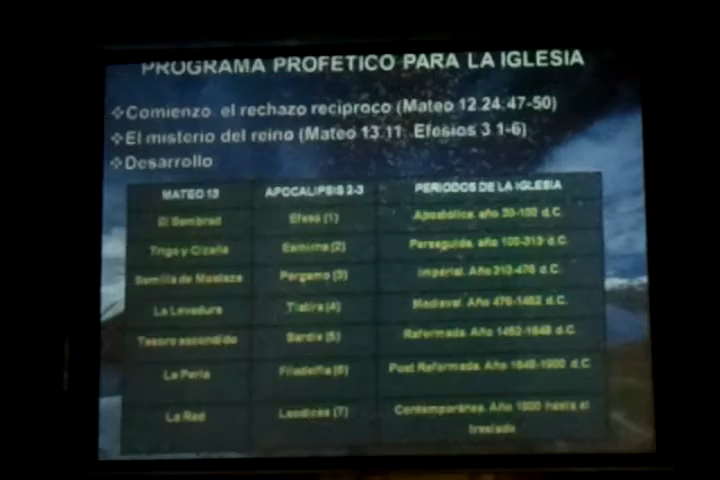 PROGRAMA PROFETICO PARA LA IGLESIA
❖Comienzo: el rechazo reciproco (Mateo 12.24.47-50)
❖El misterio del reino (Mateo 13.11. Efesios 3.1-6)
❖Desarrollo
MATEO 13 APOCALIPSIS 2-3 PERIODOS DE LA IGLESIA
El Sembrad Efeso (1) Apostólica. año 30-100 d.C.
Trigo y Cizaña Esmirna (2) Perseguida. año 100-313 d.C.
Semilla de Mostaza Pergamo (3) Imperial. Año 313-476 d.C.
La Levadura Tiatira (4) Medieval. Año 476-1452 d.C.
Tesoro escondido Sardis (5) Reformada. Año 1452-1648 d.C.
La Perla Filadelfia (6) Post Reformada. Año 1648-1900 d.C.
La Red Laodicea (7) Contemporánea. Año 1900 hasta el
traslado